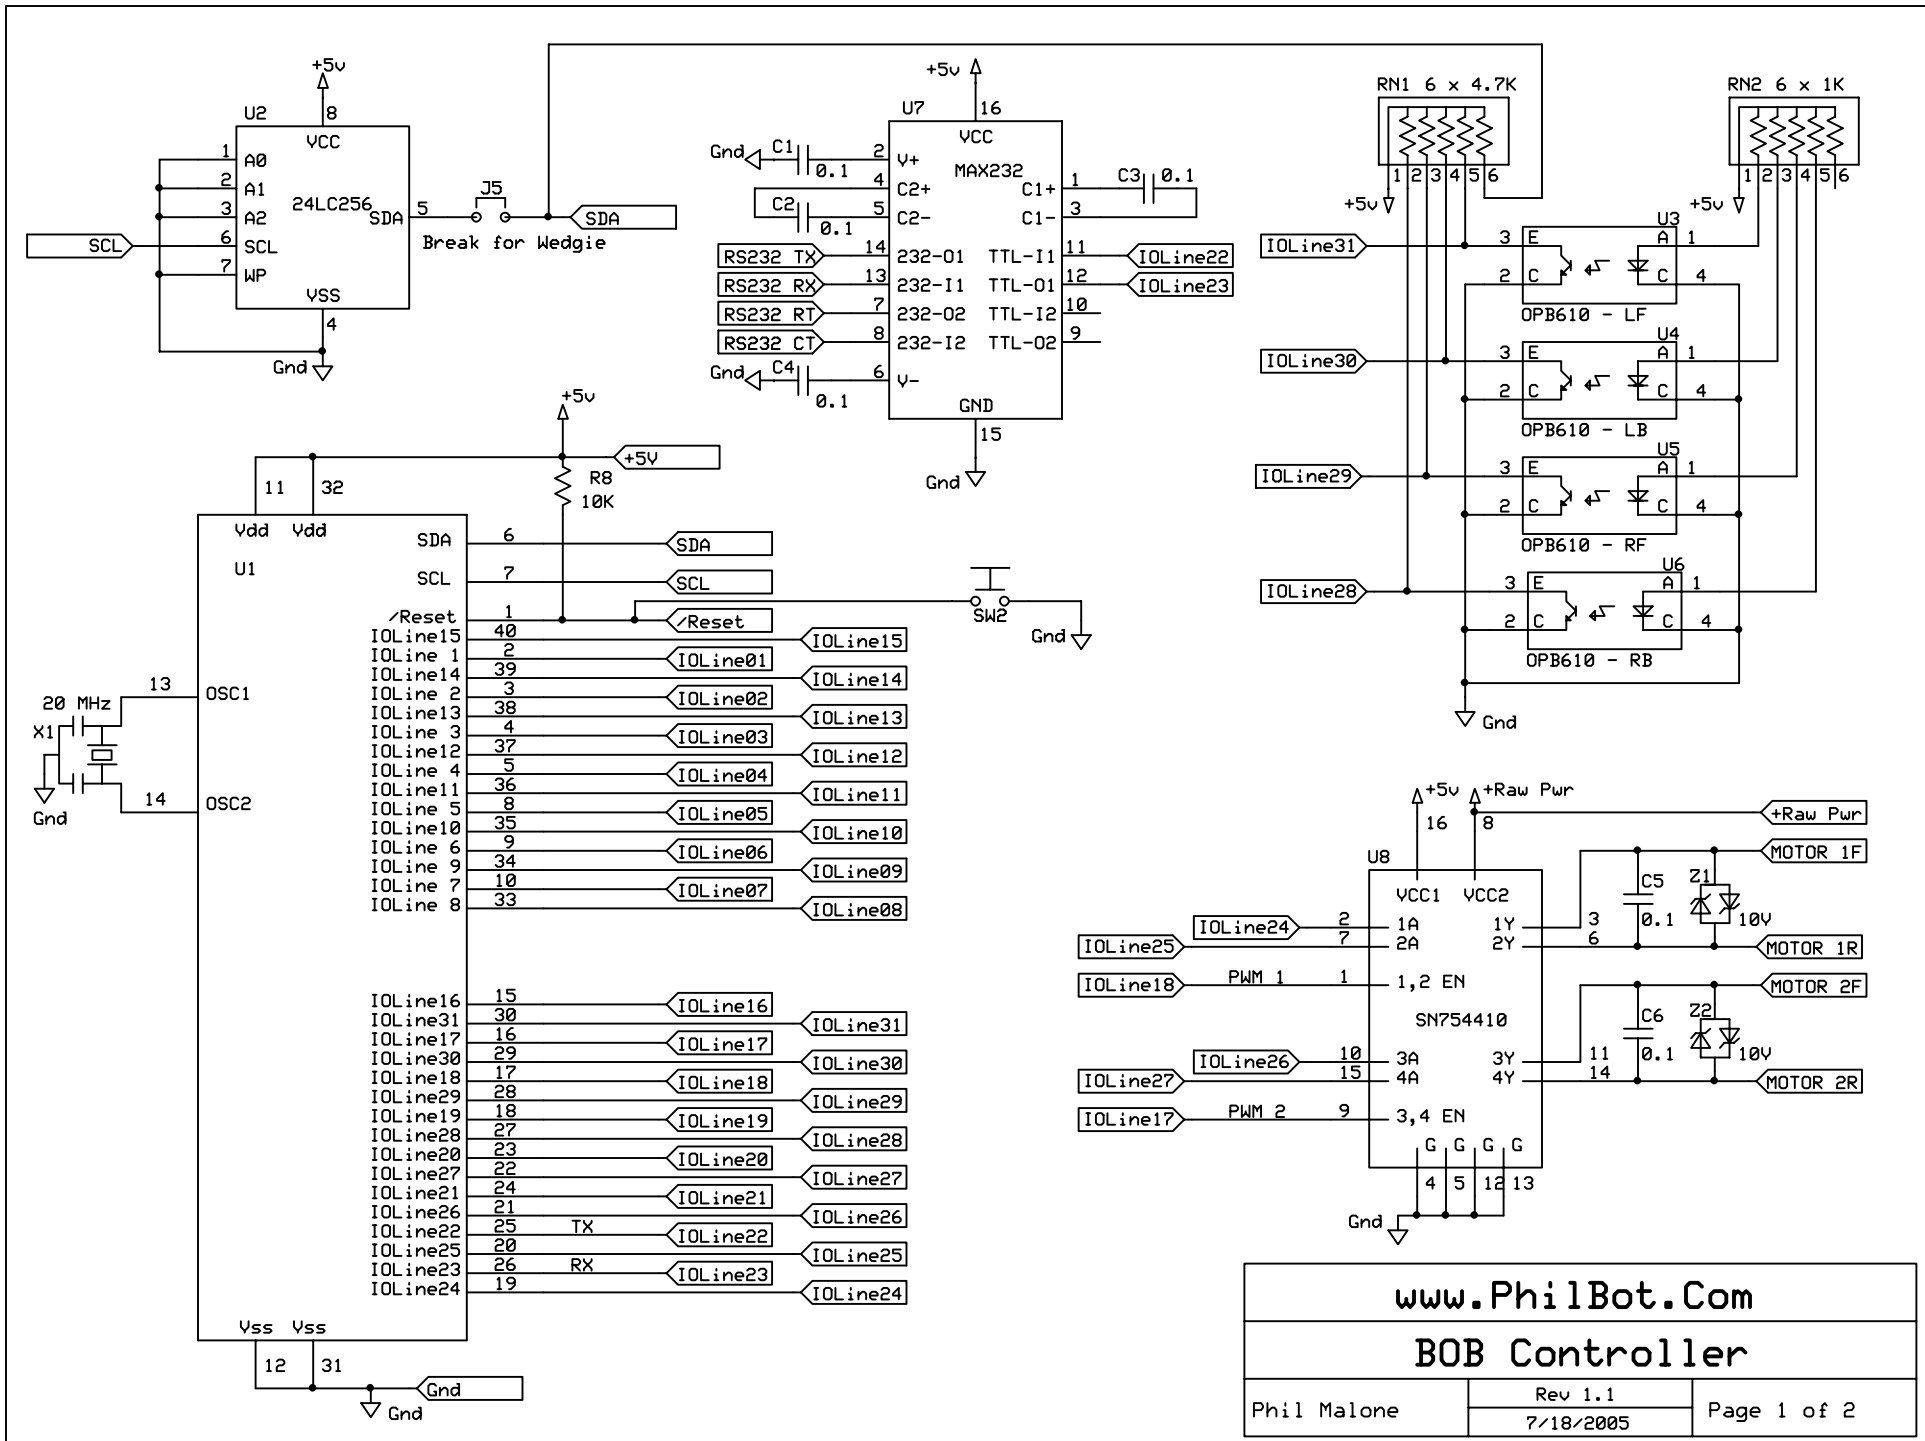 +5v
U2
8
VCC
1 A0
2 A1
3 A2
24LC256
SDA 5
SCL 6 SCL
7 WP
VSS
4
Gnd
J5
SDA
Break for Wedgie
+5v
U7
16
VCC
MAX232
Gnd C1 0.1 2 V+
4 C2+
C2 0.1 5 C2-
C1+ 1 C3 0.1
C1- 3
RS232 TX 14 232-O1 TTL-I1 11 IOLine22
RS232 RX 13 232-I1 TTL-O1 12 IOLine23
RS232 RT 7 232-O2 TTL-I2 10
RS232 CT 8 232-I2 TTL-O2 9
Gnd C4 0.1 6 V-
GND
15
Gnd
RN1 6 x 4.7K
1 2 3 4 5 6
+5v
RN2 6 x 1K
1 2 3 4 5 6
+5v
U3
IOLine31 3 E A 1
2 C C 4
OPB610 - LF
U4
IOLine30 3 E A 1
2 C C 4
OPB610 - LB
U5
IOLine29 3 E A 1
2 C C 4
OPB610 - RF
U6
IOLine28 3 E A 1
2 C C 4
OPB610 - RB
Gnd
+5v
+5V
R8
10K
11 32
Vdd Vdd
U1
SDA 6 SDA
SCL 7 SCL
/Reset 1 /Reset
SW2
Gnd
IOLine15 40 IOLine15
IOLine 1 2 IOLine01
IOLine14 39 IOLine14
IOLine 2 3 IOLine02
IOLine13 38 IOLine13
IOLine 3 4 IOLine03
IOLine12 37 IOLine12
IOLine 4 5 IOLine04
IOLine11 36 IOLine11
IOLine 5 8 IOLine05
IOLine10 35 IOLine10
IOLine 6 9 IOLine06
IOLine 9 34 IOLine09
IOLine 7 10 IOLine07
IOLine 8 33 IOLine08
13 OSC1
20 MHz
X1
14 OSC2
Gnd
IOLine16 15 IOLine16
IOLine31 30 IOLine31
IOLine17 16 IOLine17
IOLine30 29 IOLine30
IOLine18 17 IOLine18
IOLine29 28 IOLine29
IOLine19 18 IOLine19
IOLine28 27 IOLine28
IOLine20 23 IOLine20
IOLine27 22 IOLine27
IOLine21 24 IOLine21
IOLine26 21 IOLine26
IOLine22 25 TX IOLine22
IOLine25 20 IOLine25
IOLine23 26 RX IOLine23
IOLine24 19 IOLine24
Vss Vss
12 31
Gnd
Gnd
+5v +Raw Pwr
16 8 +Raw Pwr
U8
VCC1 VCC2
MOTOR 1F
C5 0.1
Z1 10V
IOLine24 2 1A 1Y 3
IOLine25 7 2A 2Y 6 MOTOR 1R
IOLine18 PWM 1 1 1,2 EN
MOTOR 2F
SN754410
C6 0.1
Z2 10V
IOLine26 10 3A 3Y 11
IOLine27 15 4A 4Y 14 MOTOR 2R
IOLine17 PWM 2 9 3,4 EN
G G G G
4 5 12 13
Gnd
www.PhilBot.Com
BOB Controller
Phil Malone
Rev 1.1
7/18/2005
Page 1 of 2